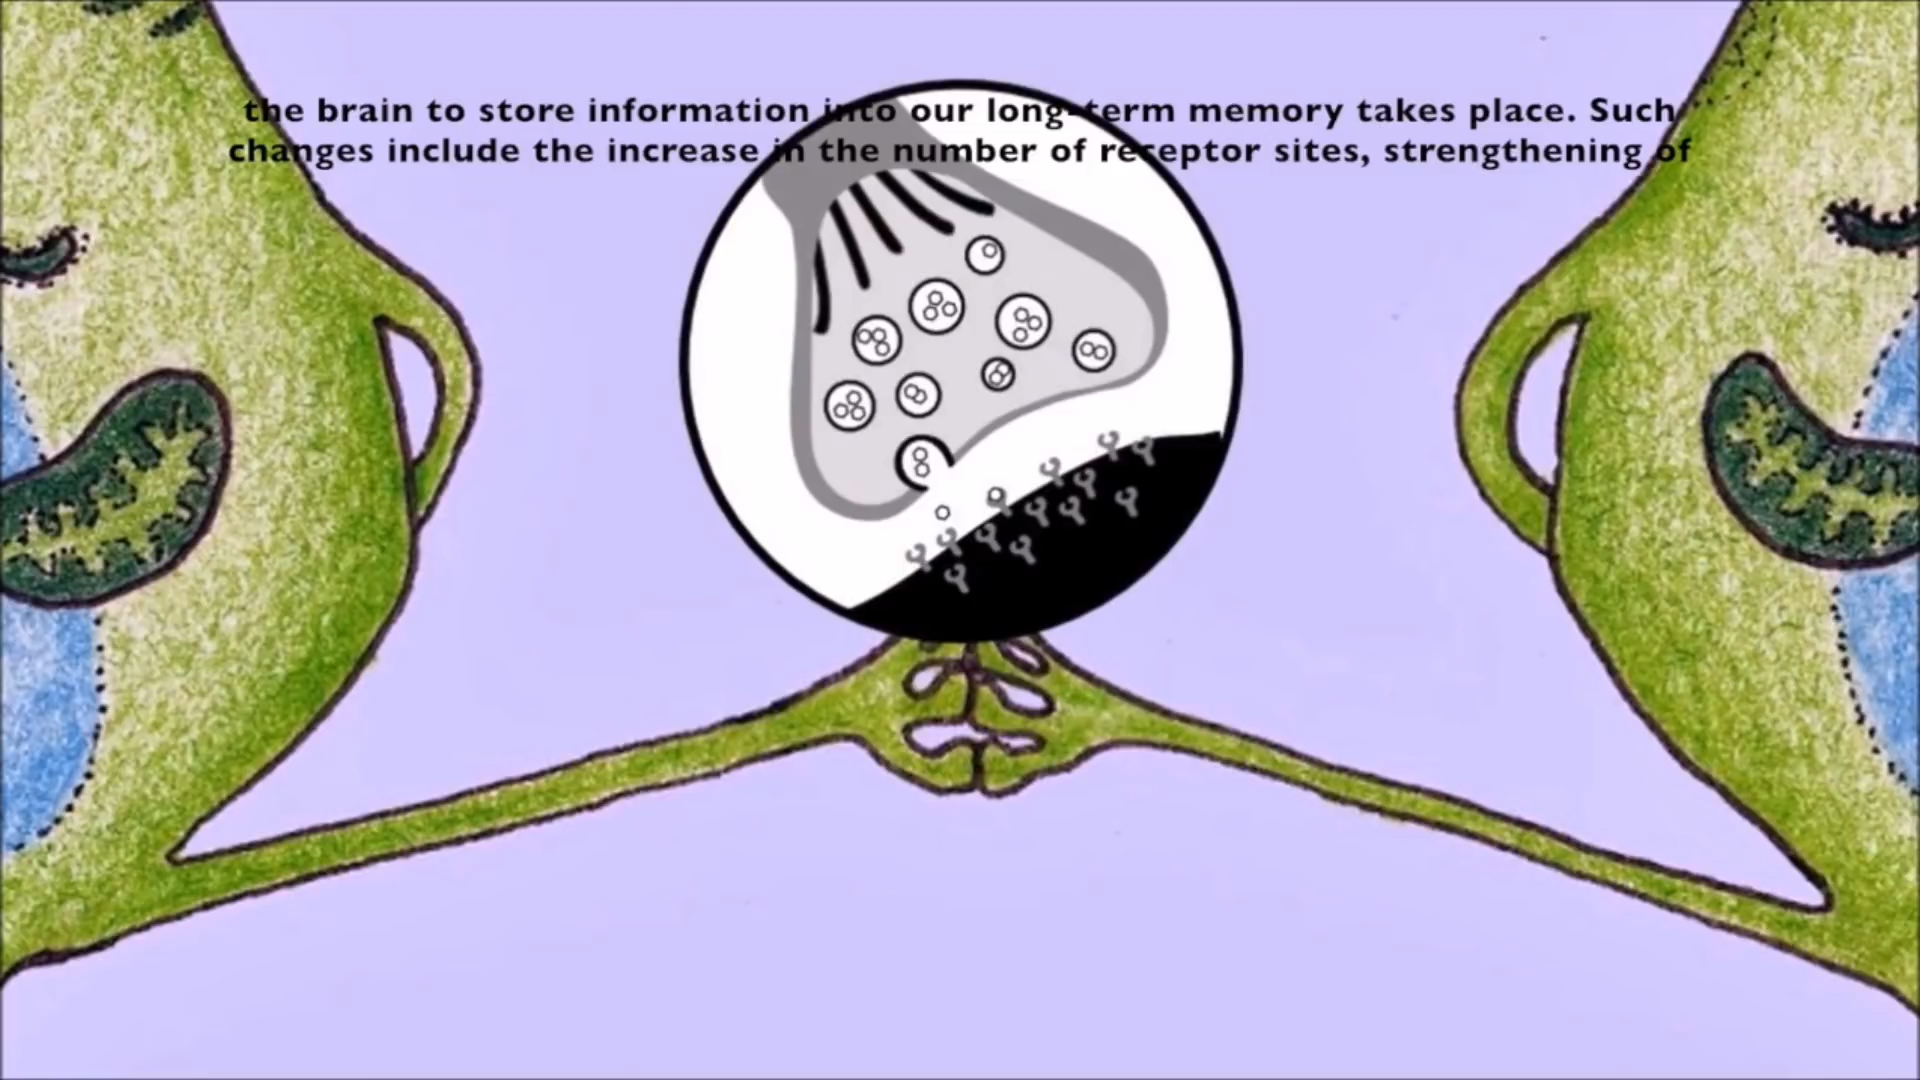 the brain to store information into our long-term memory takes place. Such
changes include the increase in the number of receptor sites, strengthening of